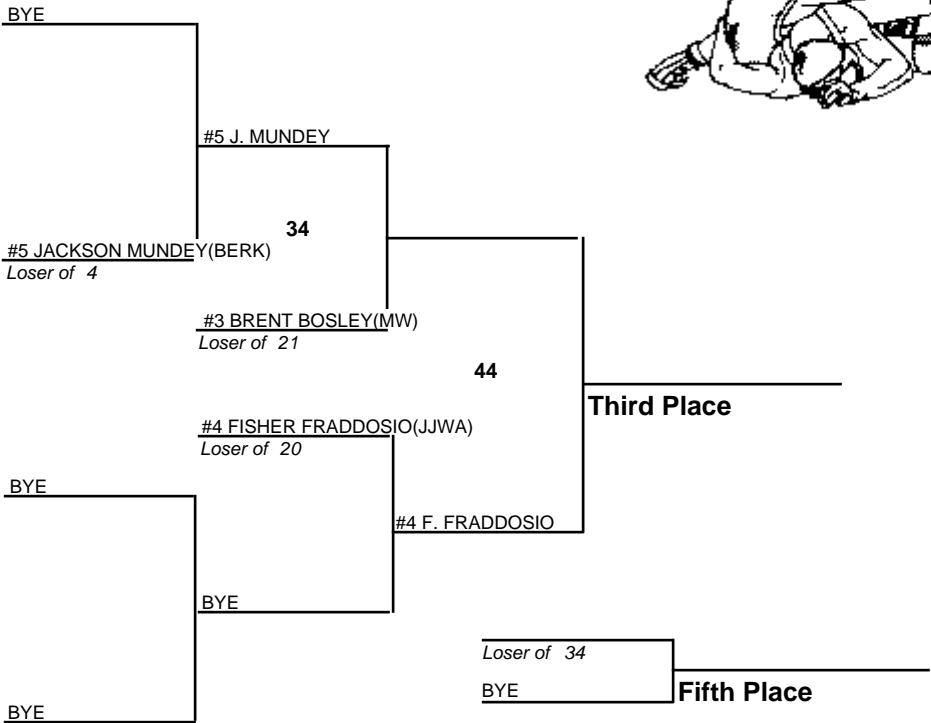 BYE
#5 J. MUNDEY
34
#5 JACKSON MUNDEY(BERK)
Loser of 4
#3 BRENT BOSLEY(MW)
Loser of 21
44
Third Place
#4 FISHER FRADDOSIO(JJWA)
Loser of 20
BYE
#4 F. FRADDOSIO
BYE
Loser of 34
BYE
Fifth Place
BYE